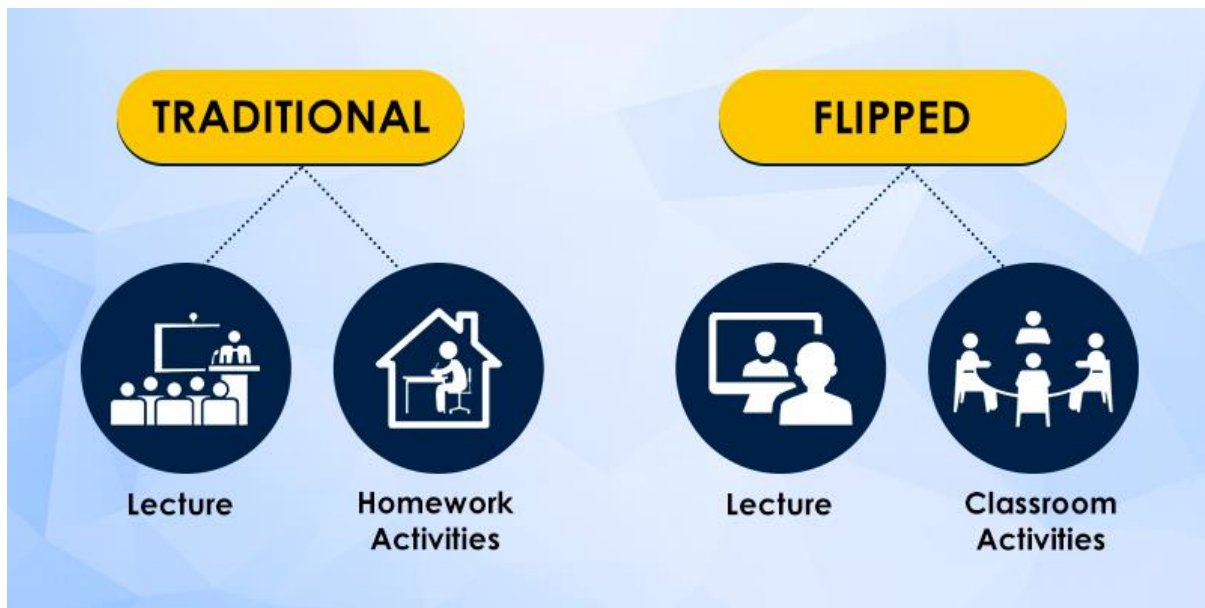 TRADITIONAL
Lecture
Homework
Activities
FLIPPED
Lecture
Classroom
Activities